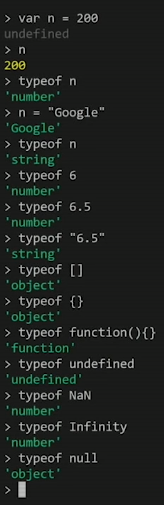 > var n = 200
undefined
> n
200
> typeof n
'number'
> n = "Google"
'Google'
> typeof n
'string'
> typeof 6
'number'
> typeof 6.5
'number'
> typeof "6.5"
'string'
> typeof []
'object'
> typeof {}
'object'
> typeof function(){}
'function'
> typeof undefined
'undefined'
> typeof NaN
'number'
> typeof Infinity
'number'
> typeof null
'object'
>